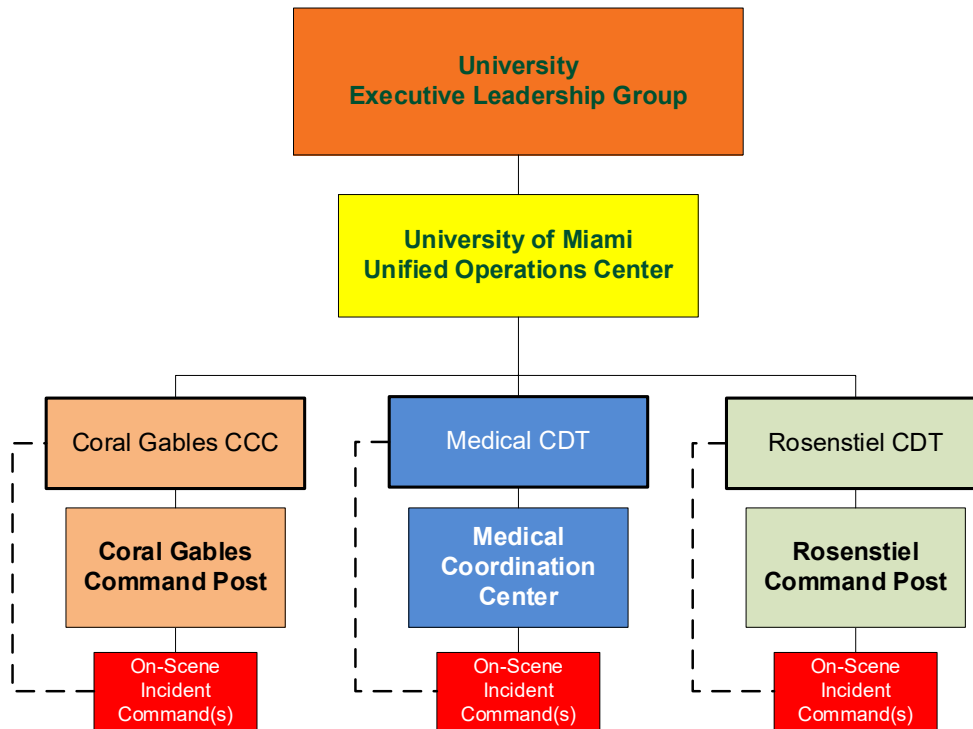 University
Executive Leadership Group
University of Miami
Unified Operations Center
Coral Gables CCC
Medical CDT
Rosenstiel CDT
Coral Gables
Command Post
Medical
Coordination
Center
Rosenstiel
Command Post
On-Scene
Incident
Command(s)
On-Scene
Incident
Command(s)
On-Scene
Incident
Command(s)